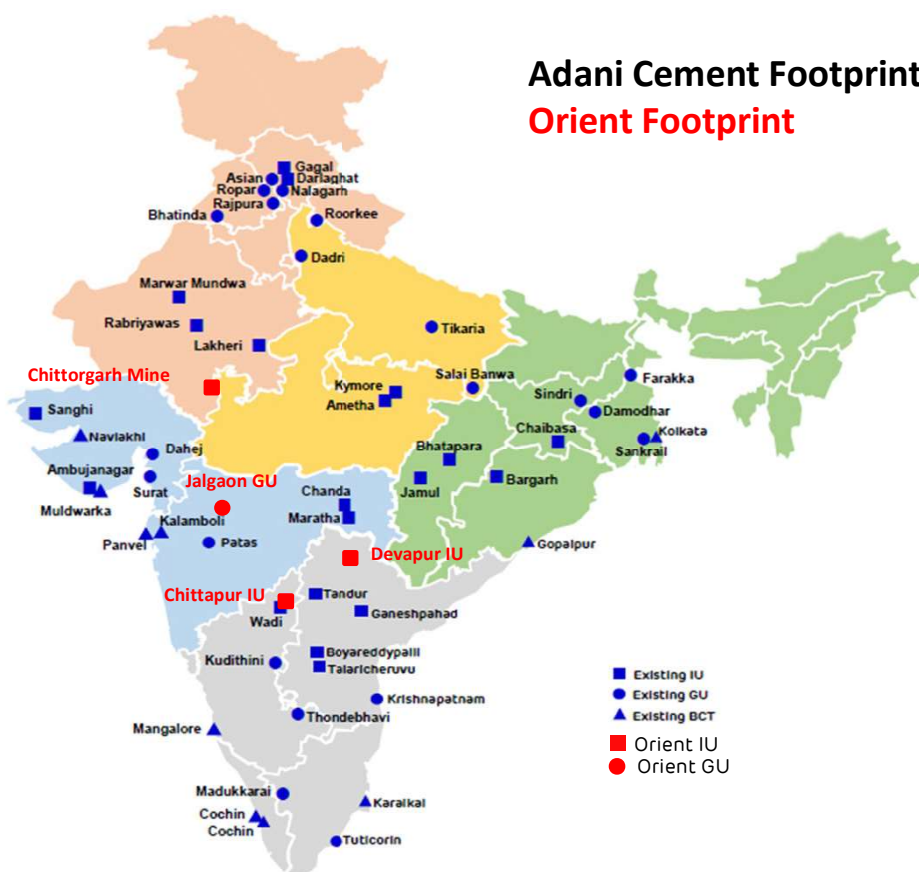 Adani Cement Footprint
Orient Footprint
Gagal
Asian
Darlaghat
Ropar
Nalagarh
Rajpura
Bhatinda
Roorkee
Dadri
Marwar Mundwa
Rabriyawas
Tikaria
Lakheri
Chittorgarh Mine
Kymore
Salai Banwa
Farakka
Ametha
Sindri
Damodhar
Sanghi
Navlakhi
Chaibasa
Kolkata
Dahej
Bhatapara
Sankrail
Ambujanagar
Surat
Jalgaon GU
Jamul
Bargarh
Muldwarka
Chanda
Kalamboli
Maratha
Panvel
Patas
Gopalpur
Devapur IU
Chittapur IU
Tandur
Wadi
Ganeshpahad
Boyareddypalli
Kudithini
Talaricheruvu
Existing IU
Krishnapatnam
Existing GU
Thondebhavi
Existing BCT
Mangalore
Orient IU
Orient GU
Madukkarai
Karaikal
Cochin
Cochin
Tuticorin